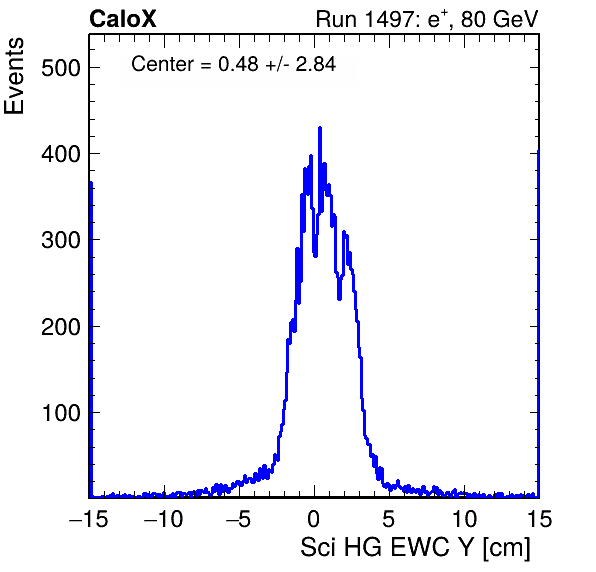 CaloX Run 1497: e⁺, 80 GeV
Center = 0.48 +/- 2.84
Events
500
400
300
200
100
−15 −10 −5 0 5 10 15
Sci HG EWC Y [cm]